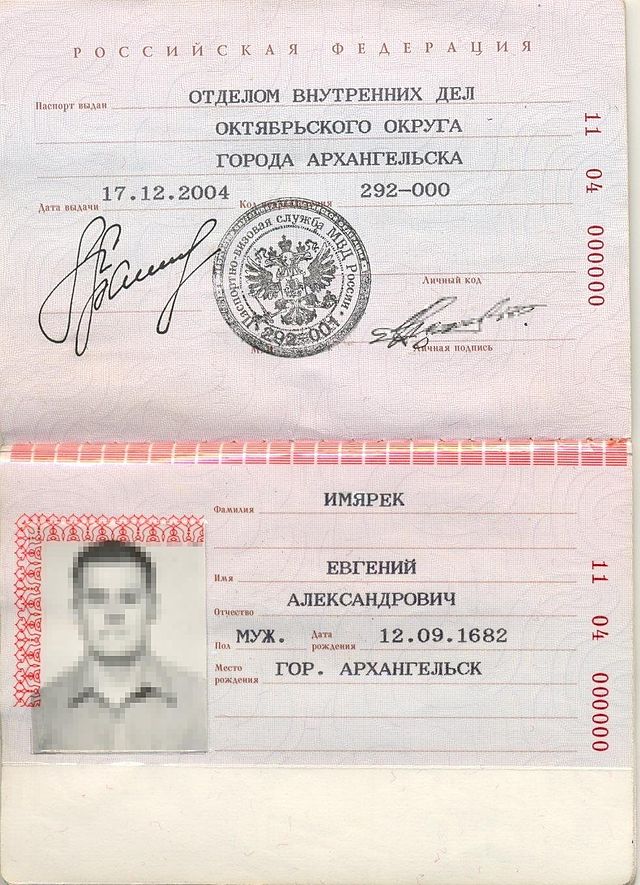 РОССИЙСКАЯ ФЕДЕРАЦИЯ
Паспорт выдан ОТДЕЛОМ ВНУТРЕННИХ ДЕЛ
ОКТЯБРЬСКОГО ОКРУГА
ГОРОДА АРХАНГЕЛЬСКА
Дата выдачи 17.12.2004 Код 292-000
Паспортно-визовая служба МВД России
292-001
Личный код
Личная подпись
11 04 000000
Фамилия ИМЯРЕК
Имя ЕВГЕНИЙ
Отчество АЛЕКСАНДРОВИЧ
Пол МУЖ. Дата рождения 12.09.1682
Место рождения ГОР. АРХАНГЕЛЬСК
11 04 000000